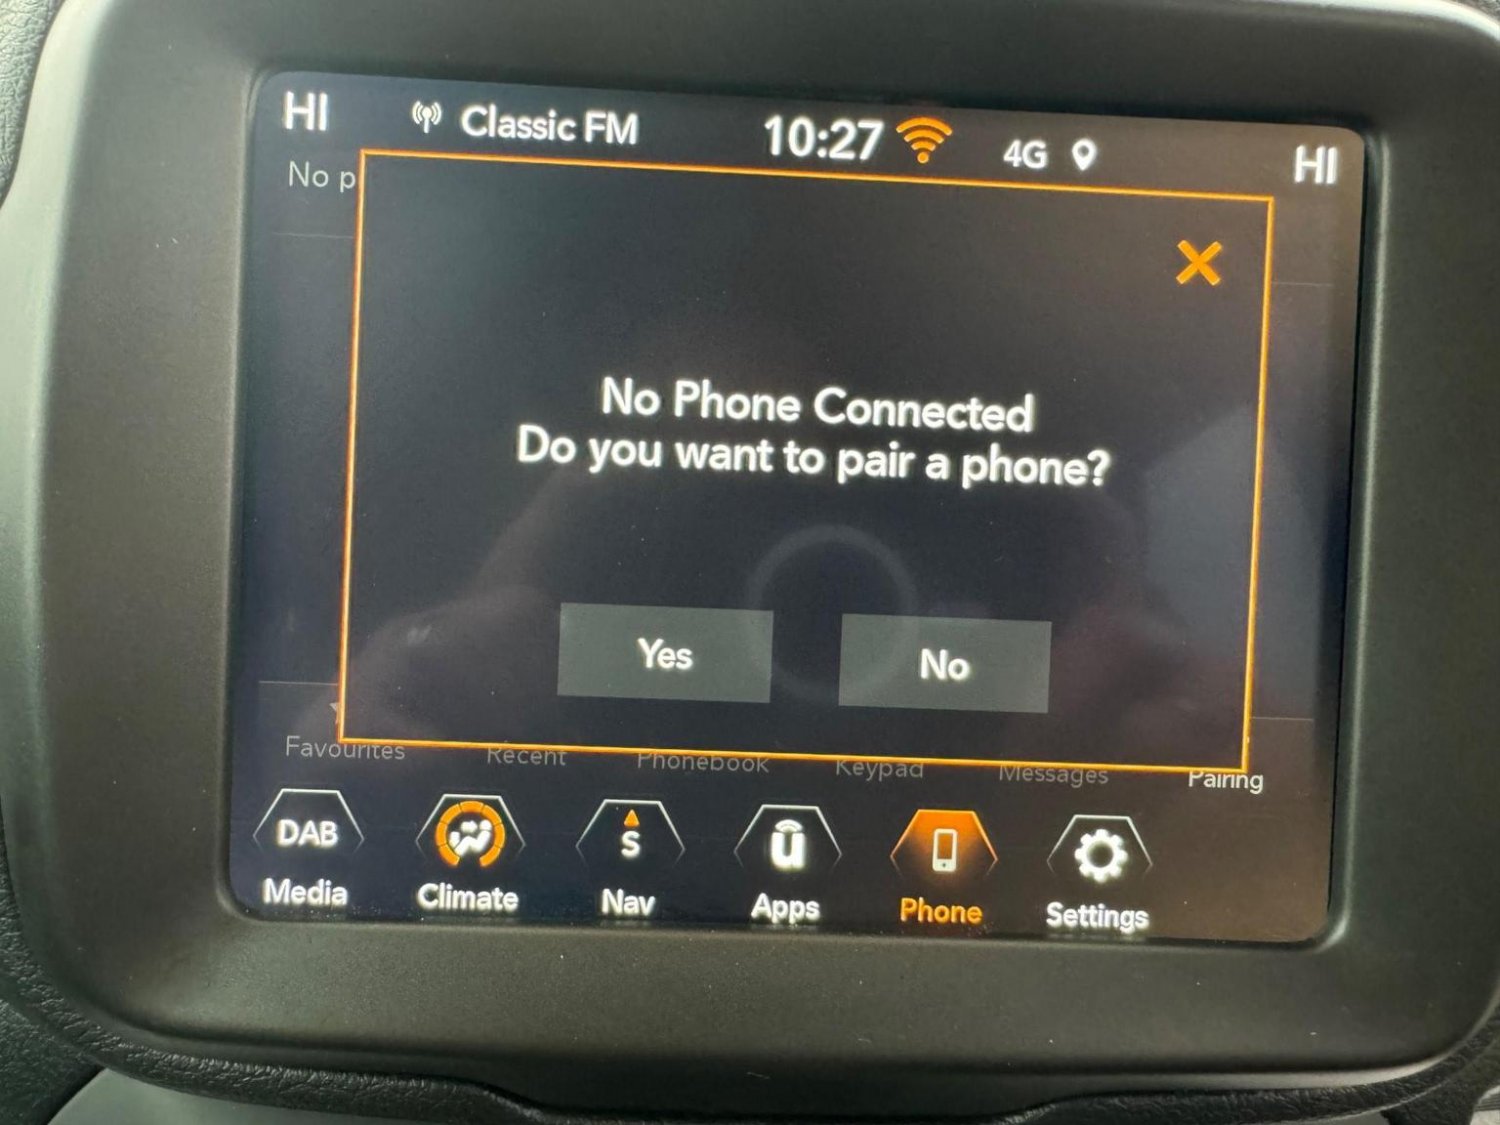 HI Classic FM 10:27 4G HI
No p
No Phone Connected
Do you want to pair a phone?
Yes No
Favourites Recent Phonebook Keypad Messages Pairing
DAB S u
Media Climate Nav Apps Phone Settings